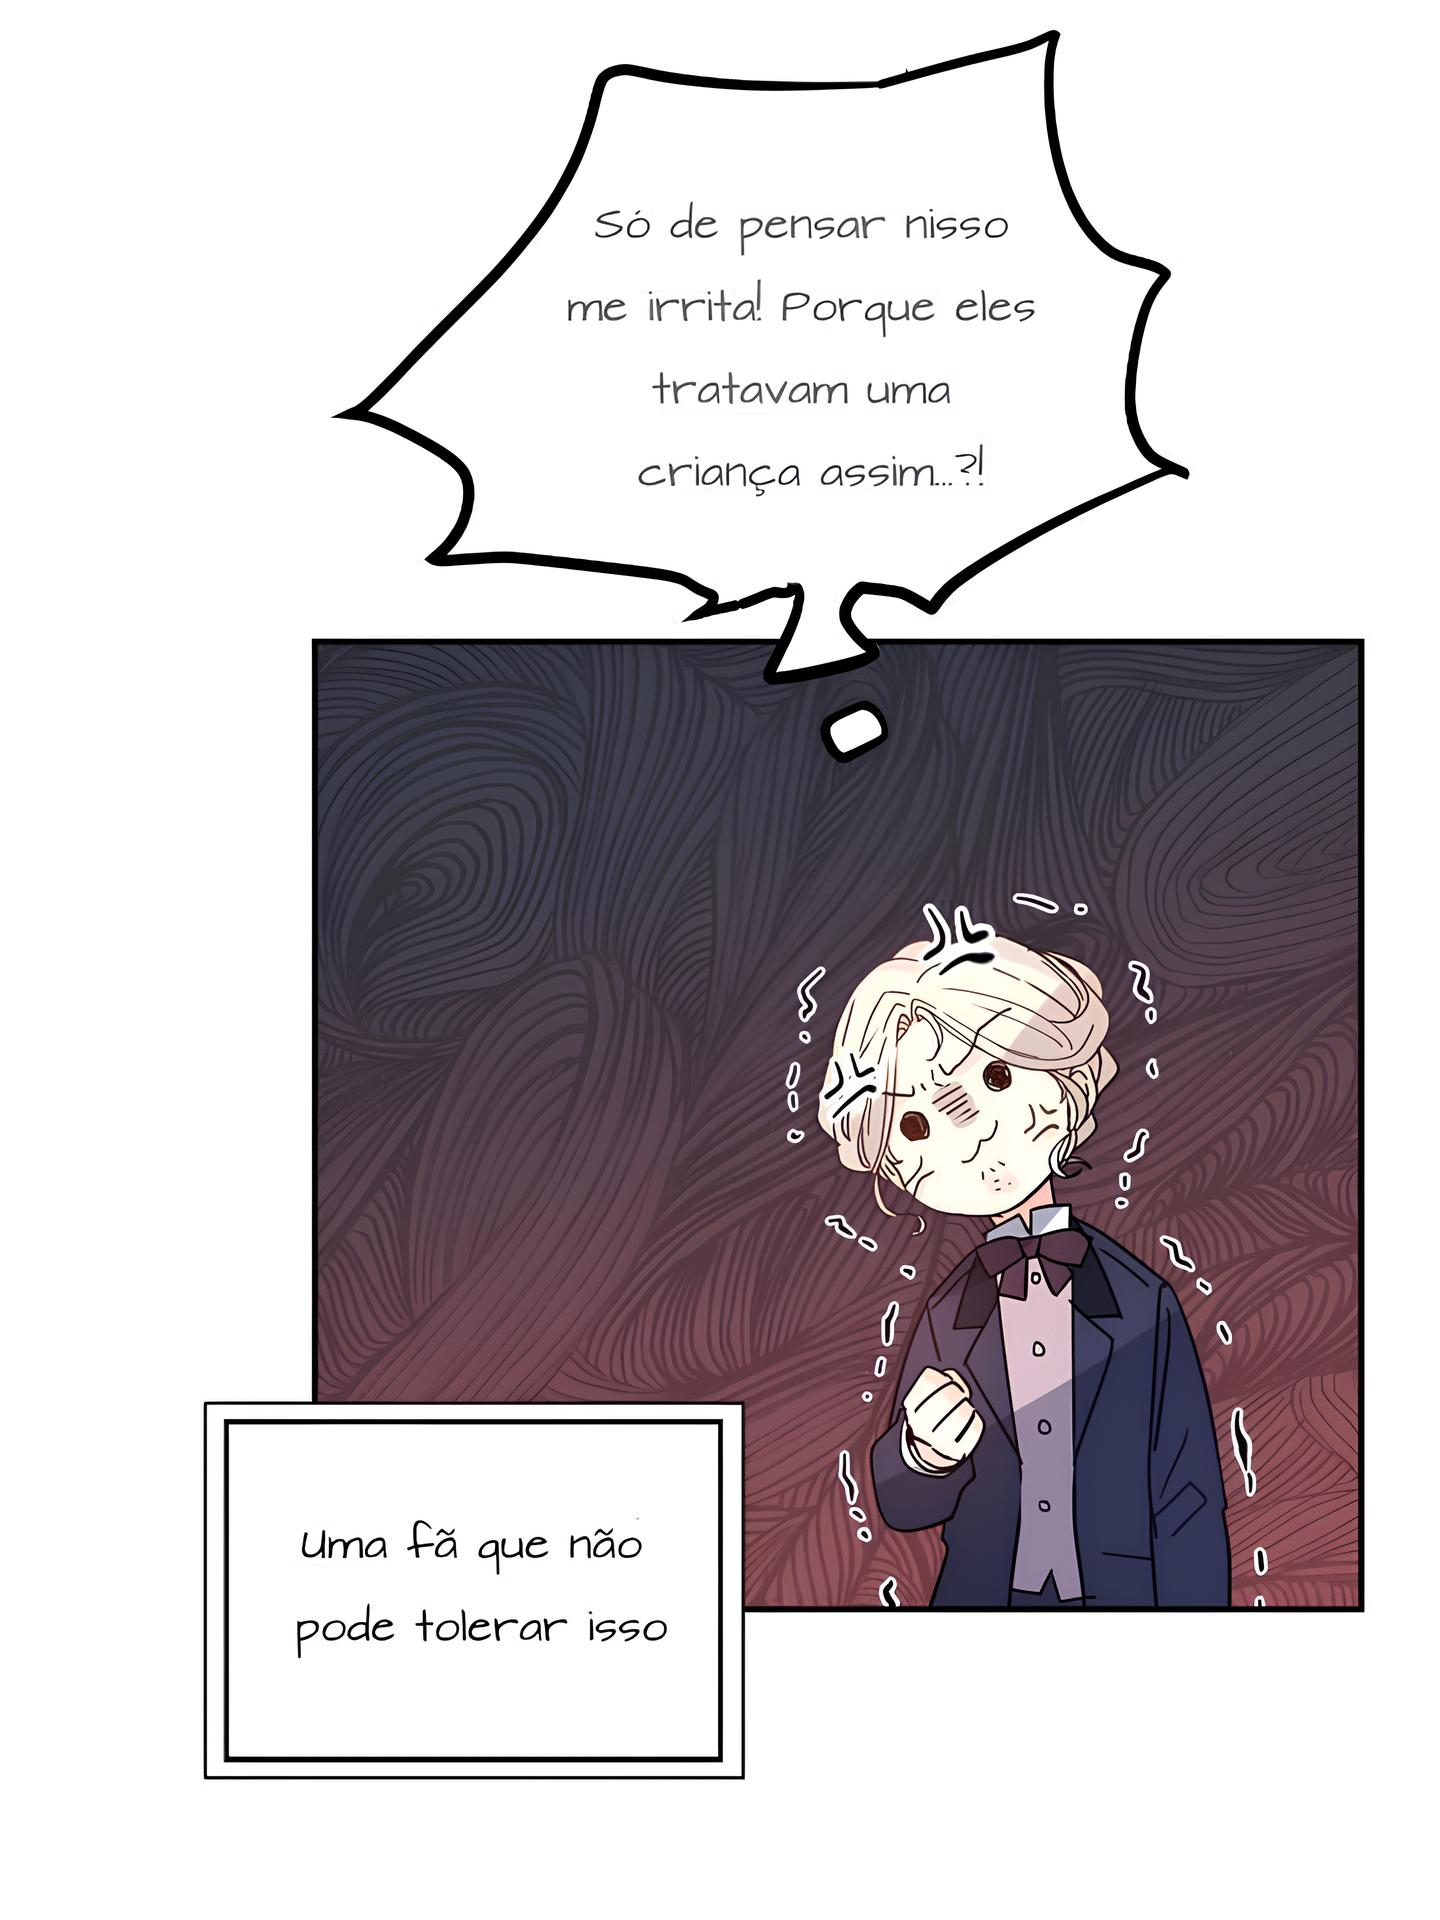 Só de pensar nisso
me irrita! Porque eles
tratavam uma
criança assim...?!
Uma fã que não
pode tolerar isso